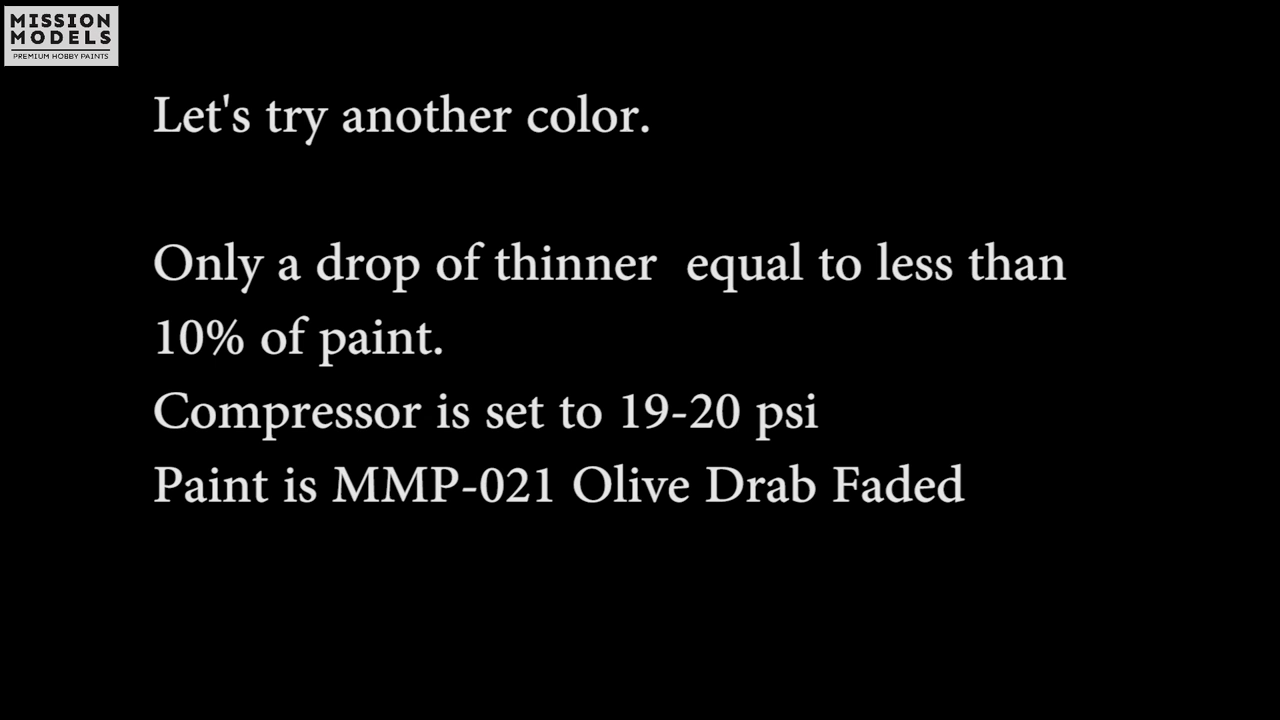 MISSION
MODELS
PREMIUM HOBBY PAINTS
Let's try another color.
Only a drop of thinner  equal to less than
10% of paint.
Compressor is set to 19-20 psi
Paint is MMP-021 Olive Drab Faded